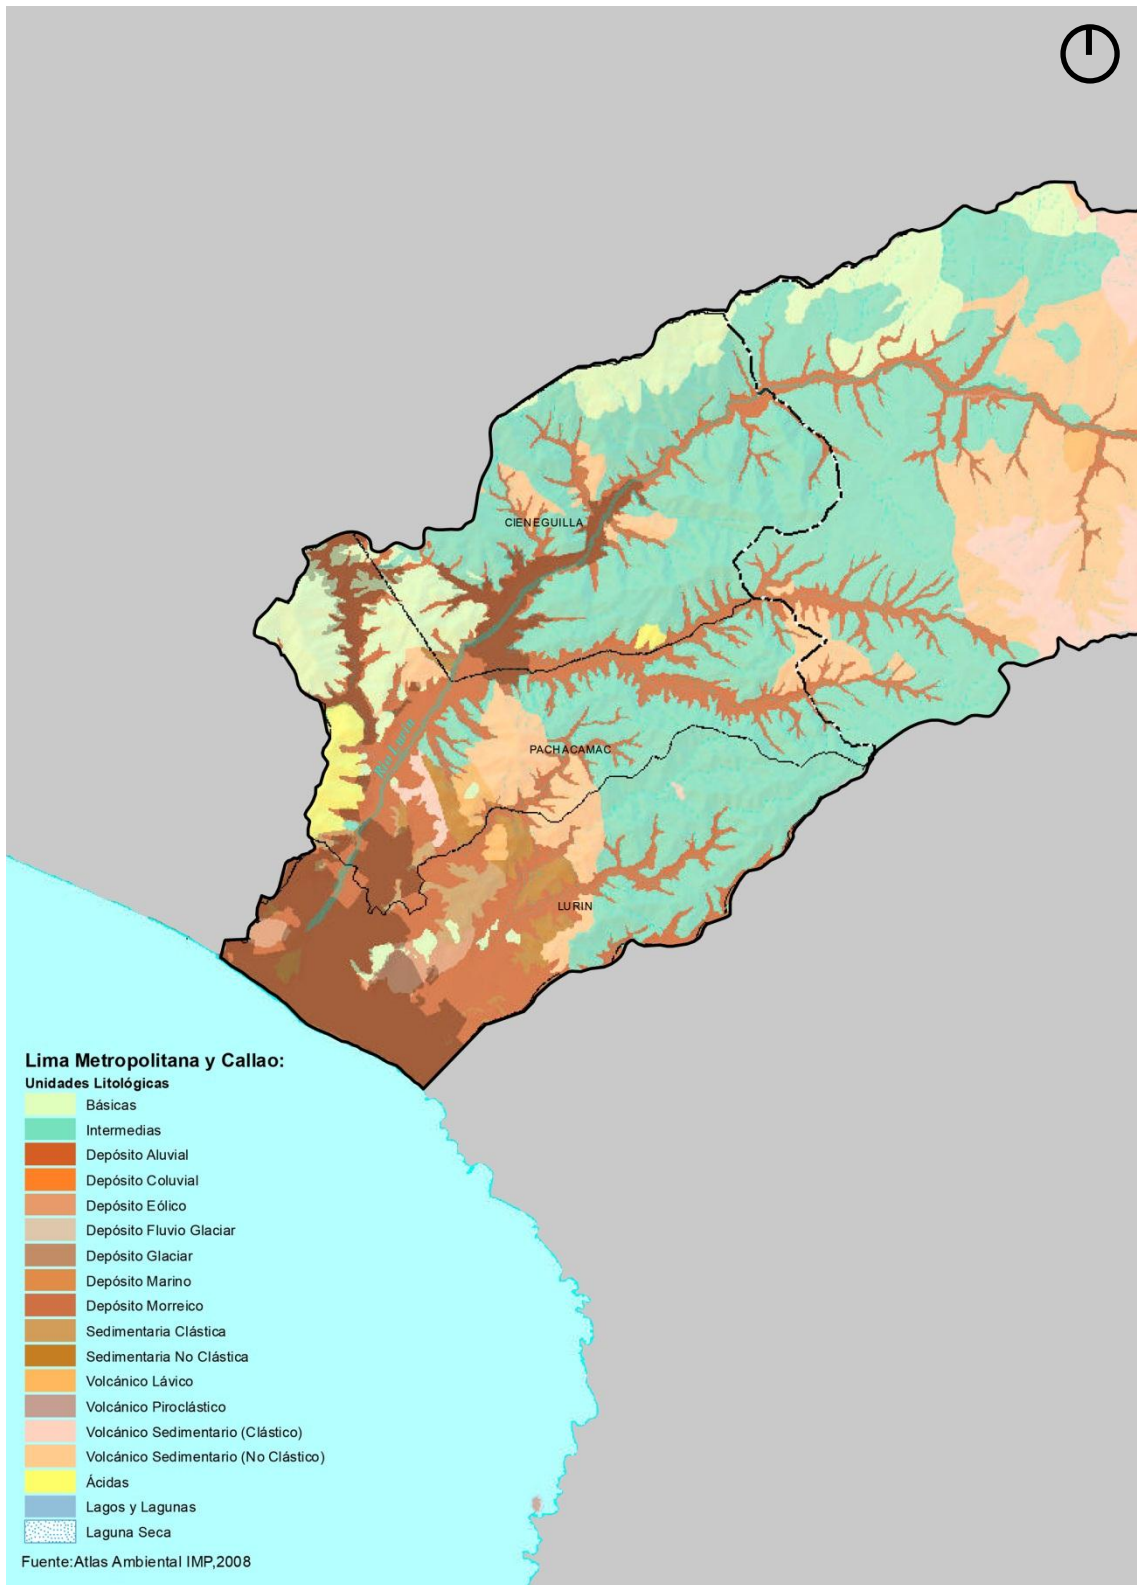 CIENEGUILLA
Río Lurín
PACHACAMAC
LURIN
Lima Metropolitana y Callao:
Unidades Litológicas
Básicas
Intermedias
Depósito Aluvial
Depósito Coluvial
Depósito Eólico
Depósito Fluvio Glaciar
Depósito Glaciar
Depósito Marino
Depósito Morreico
Sedimentaria Clástica
Sedimentaria No Clástica
Volcánico Lávico
Volcánico Piroclástico
Volcánico Sedimentario (Clástico)
Volcánico Sedimentario (No Clástico)
Ácidas
Lagos y Lagunas
Laguna Seca
Fuente:Atlas Ambiental IMP,2008